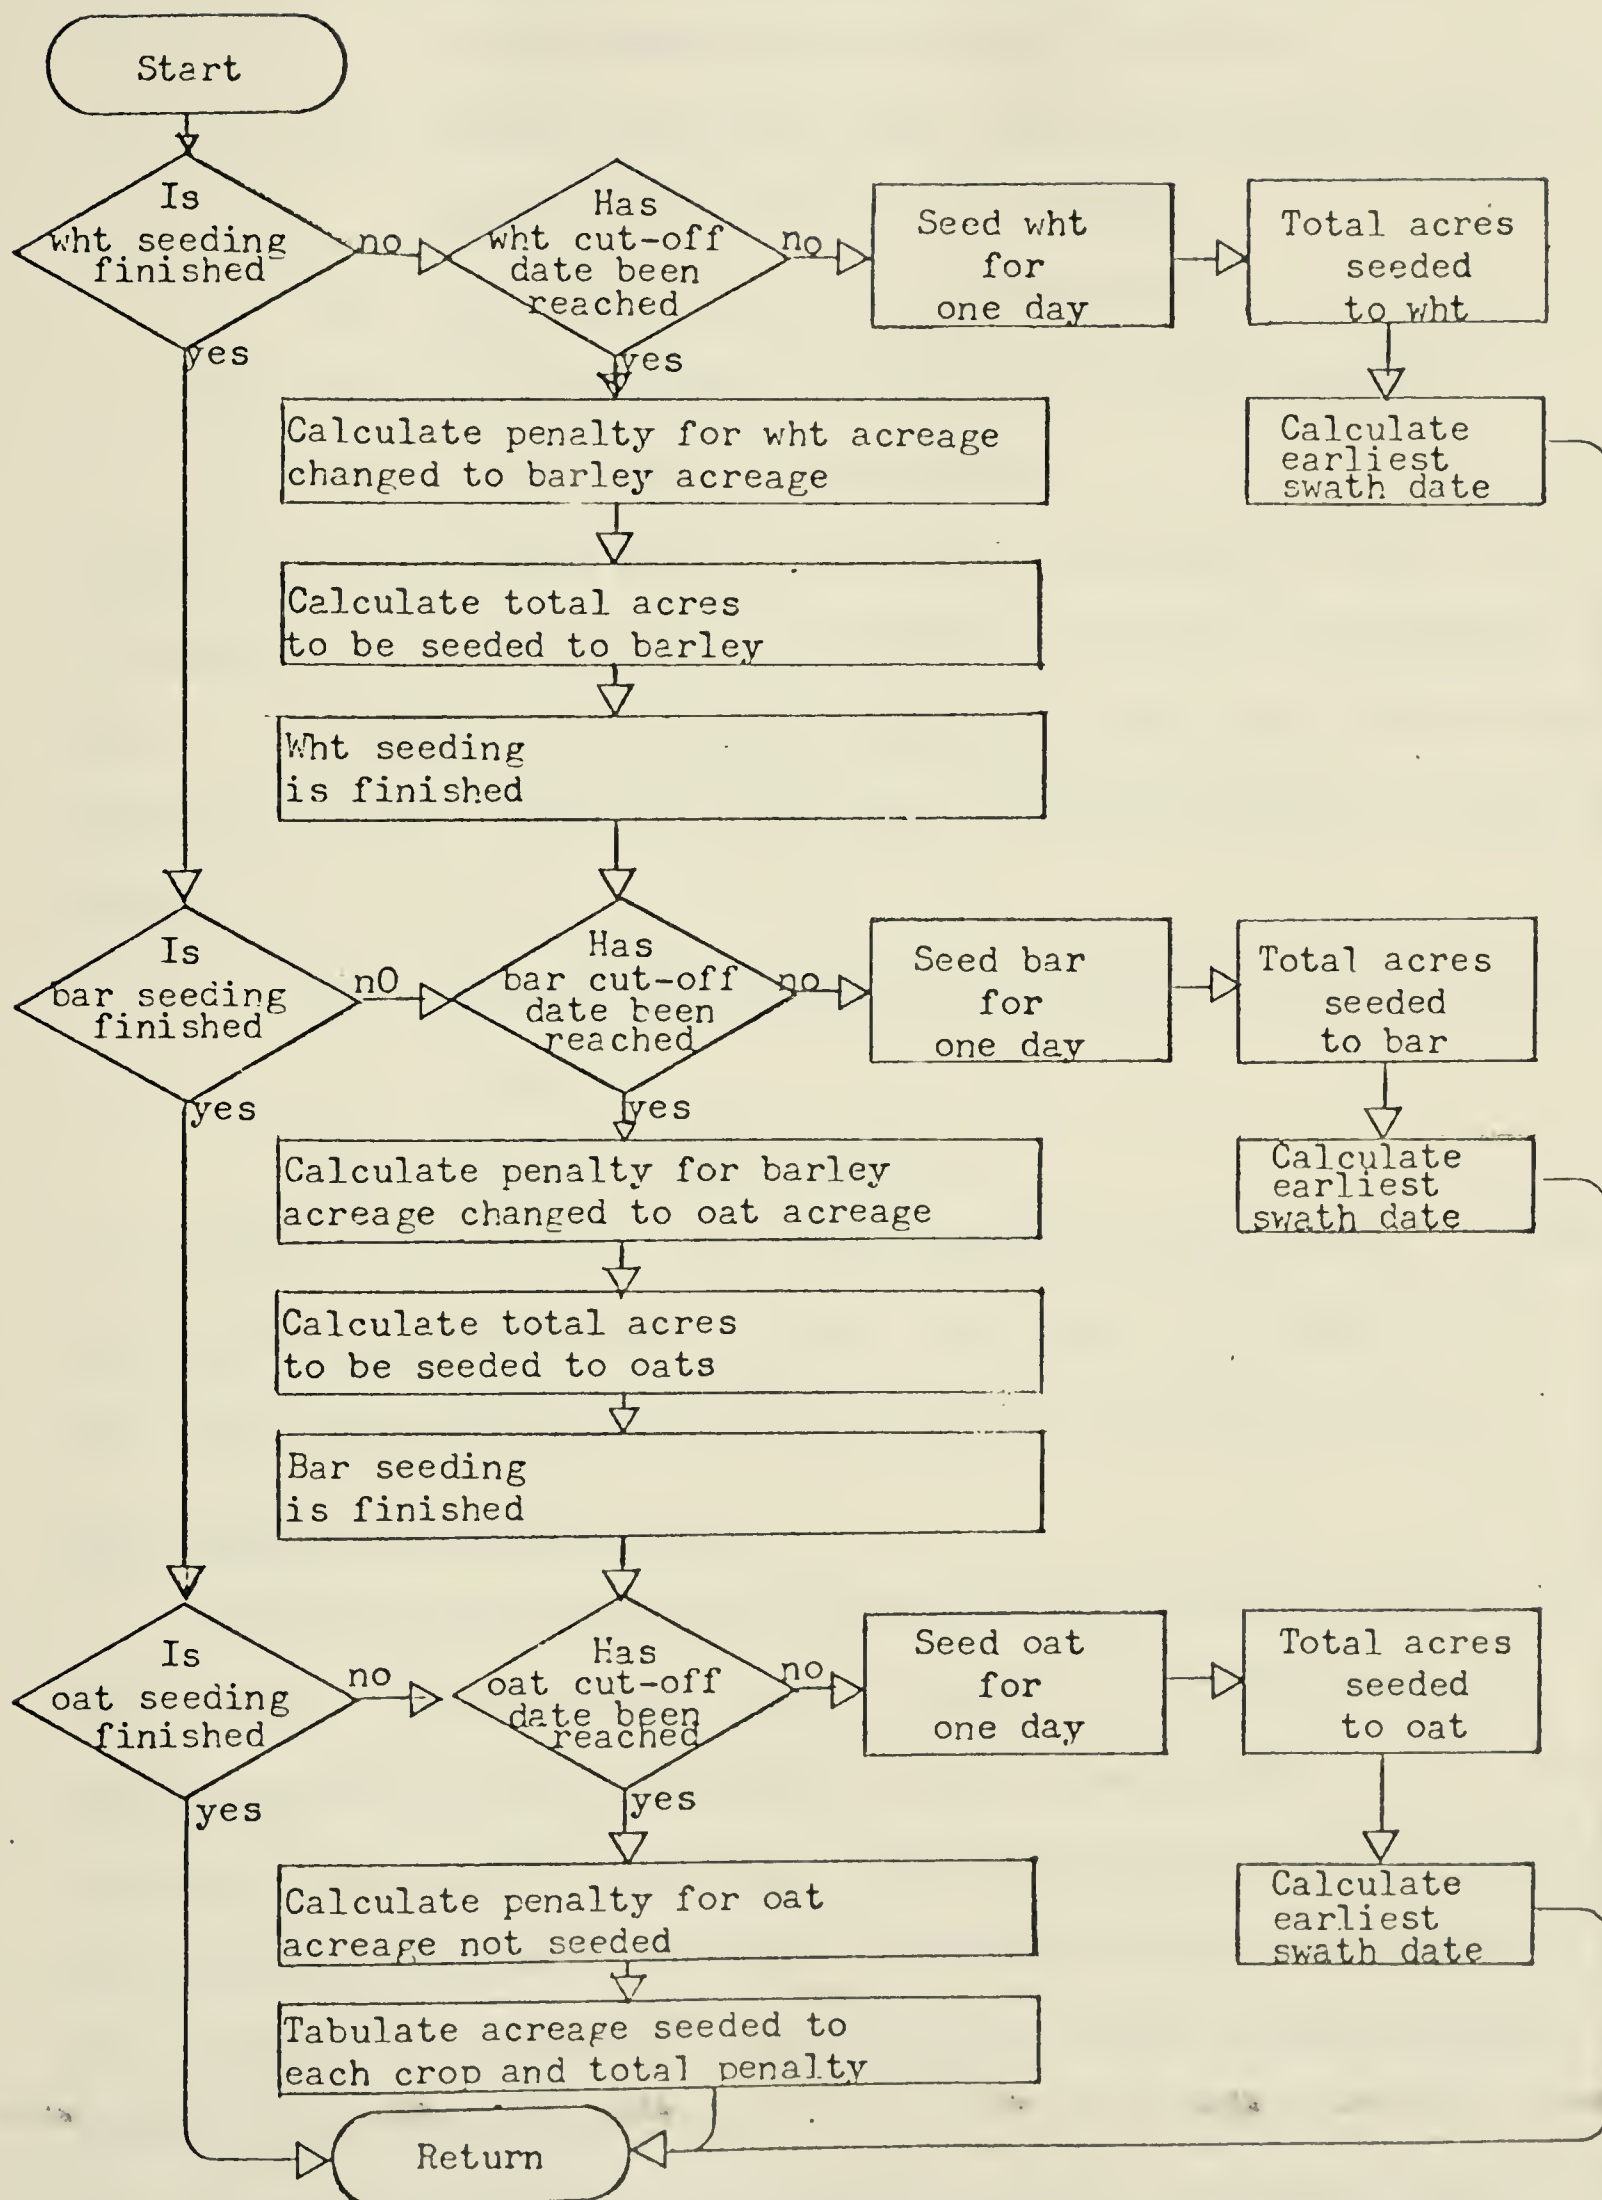 Start
Is
wht seeding
finished
no
yes
Has
wht cut-off
date been
reached
no
yes
Seed wht
for
one day
Total acres
seeded
to wht
Calculate
earliest
swath date
Calculate penalty for wht acreage
changed to barley acreage
Calculate total acres
to be seeded to barley
Wht seeding
is finished
Is
bar seeding
finished
nO
yes
Has
bar cut-off
date been
reached
no
yes
Seed bar
for
one day
Total acres
seeded
to bar
Calculate
earliest
swath date
Calculate penalty for barley
acreage changed to oat acreage
Calculate total acres
to be seeded to oats
Bar seeding
is finished
Is
oat seeding
finished
no
yes
Has
oat cut-off
date been
reached
no
yes
Seed oat
for
one day
Total acres
seeded
to oat
Calculate
earliest
swath date
Calculate penalty for oat
acreage not seeded
Tabulate acreage seeded to
each crop and total penalty
Return